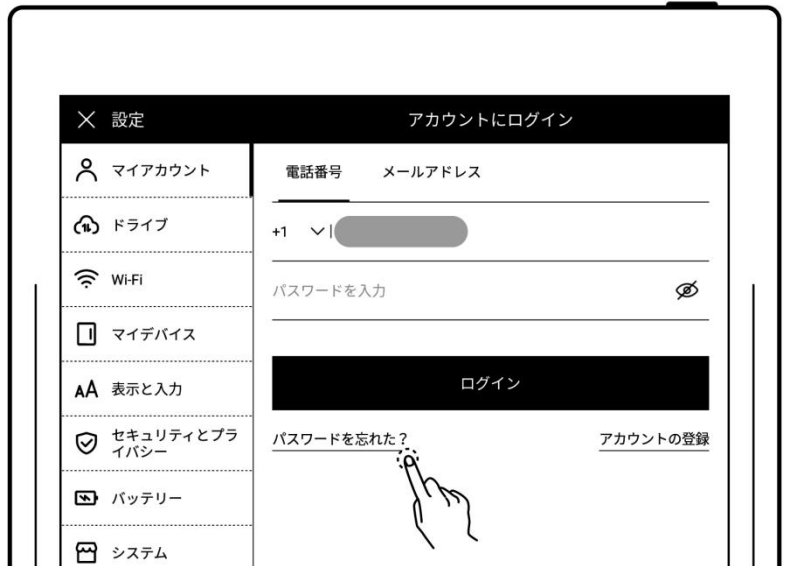 設定
アカウントにログイン
マイアカウント
電話番号
メールアドレス
ドライブ
+1
Wi-Fi
パスワードを入力
マイデバイス
表示と入力
ログイン
セキュリティとプラ
イバシー
パスワードを忘れた?
アカウントの登録
バッテリー
システム